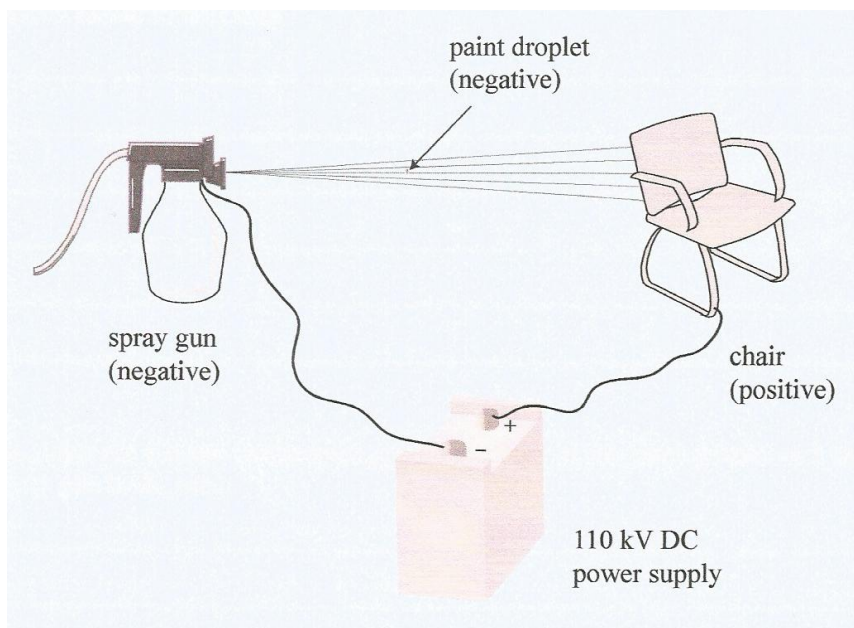 paint droplet
(negative)
spray gun
(negative)
chair
(positive)
+
−
110 kV DC
power supply